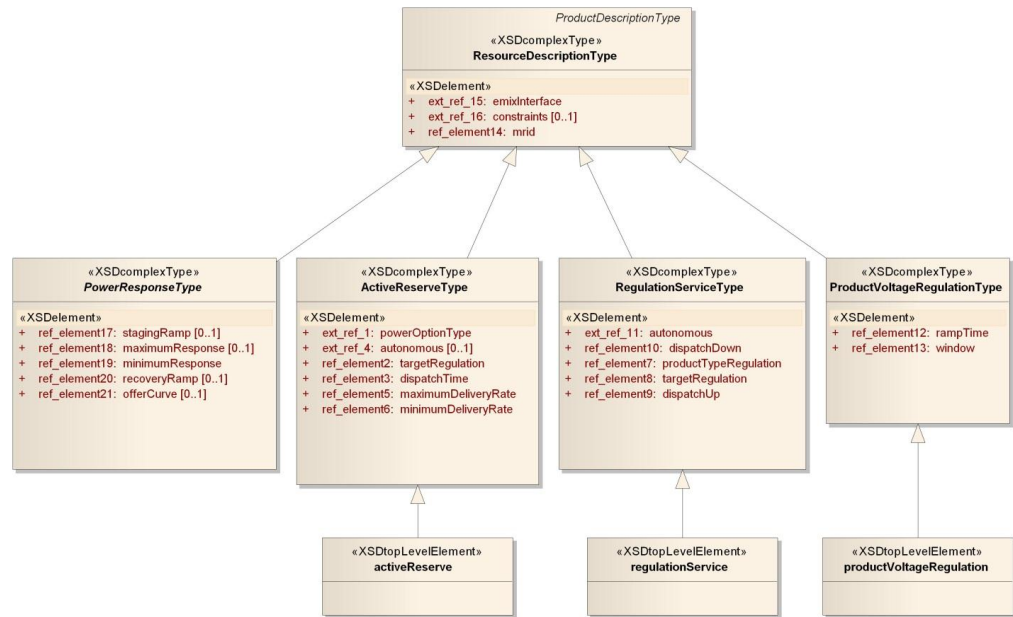 ProductDescriptionType
«XSDcomplexType»
ResourceDescriptionType
«XSDelement»
+ ext_ref_15: emixInterface
+ ext_ref_16: constraints [0..1]
+ ref_element14: mrid
«XSDcomplexType»
PowerResponseType
«XSDelement»
+ ref_element17: stagingRamp [0..1]
+ ref_element18: maximumResponse [0..1]
+ ref_element19: minimumResponse
+ ref_element20: recoveryRamp [0..1]
+ ref_element21: offerCurve [0..1]
«XSDcomplexType»
ActiveReserveType
«XSDelement»
+ ext_ref_1: powerOptionType
+ ext_ref_4: autonomous [0..1]
+ ref_element2: targetRegulation
+ ref_element3: dispatchTime
+ ref_element5: maximumDeliveryRate
+ ref_element6: minimumDeliveryRate
«XSDcomplexType»
RegulationServiceType
«XSDelement»
+ ext_ref_11: autonomous
+ ref_element10: dispatchDown
+ ref_element7: productTypeRegulation
+ ref_element8: targetRegulation
+ ref_element9: dispatchUp
«XSDcomplexType»
ProductVoltageRegulationType
«XSDelement»
+ ref_element12: rampTime
+ ref_element13: window
«XSDtopLevelElement»
activeReserve
«XSDtopLevelElement»
regulationService
«XSDtopLevelElement»
productVoltageRegulation